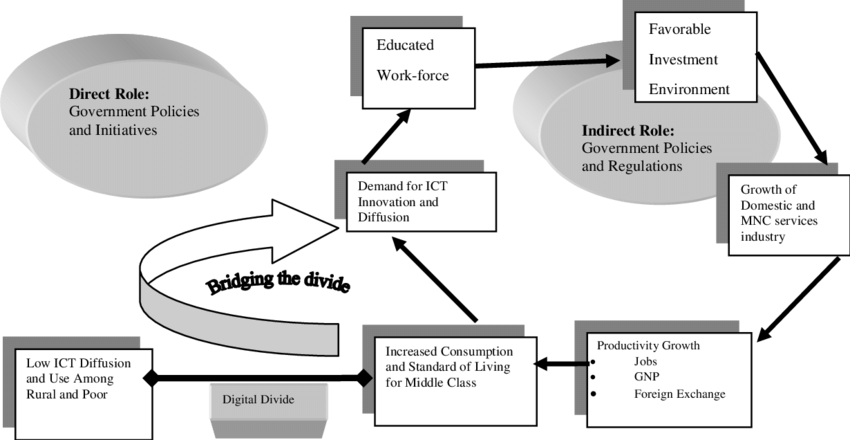 Direct Role:
Government Policies
and Initiatives
Educated
Work-force
Favorable
Investment
Environment
Indirect Role:
Government Policies
and Regulations
Demand for ICT
Innovation and
Diffusion
Growth of
Domestic and
MNC services
industry
Bridging the divide
Low ICT Diffusion
and Use Among
Rural and Poor
Digital Divide
Increased Consumption
and Standard of Living
for Middle Class
Productivity Growth
• Jobs
• GNP
• Foreign Exchange